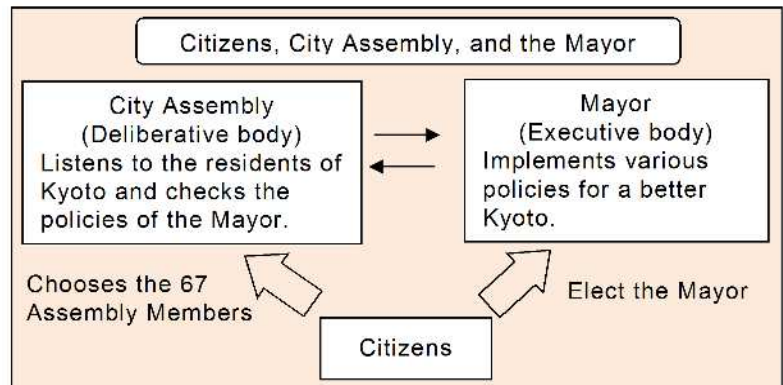 Citizens, City Assembly, and the Mayor
City Assembly
(Deliberative body)
Listens to the residents of
Kyoto and checks the
policies of the Mayor.
Mayor
(Executive body)
Implements various
policies for a better
Kyoto.
Chooses the 67
Assembly Members
Elect the Mayor
Citizens